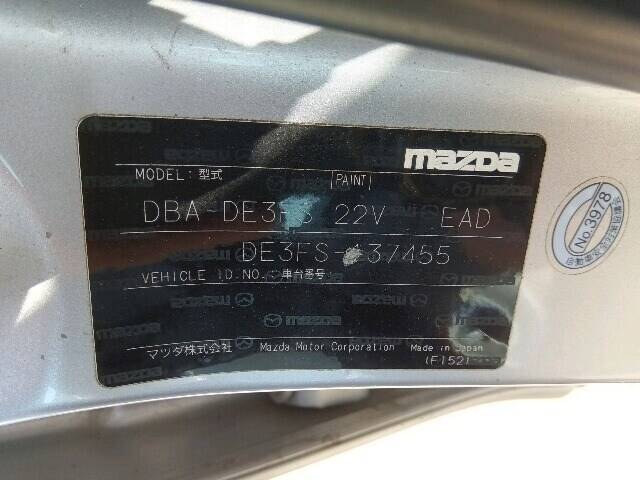 mazda
MODEL:型式 PAINT
DBA-DE3FS 22V EAD
DE3FS 37455
VEHICLE ID.NO. 車台番号
マツダ株式会社 Mazda Motor Corporation Made in Japan
(F152)
No.3978